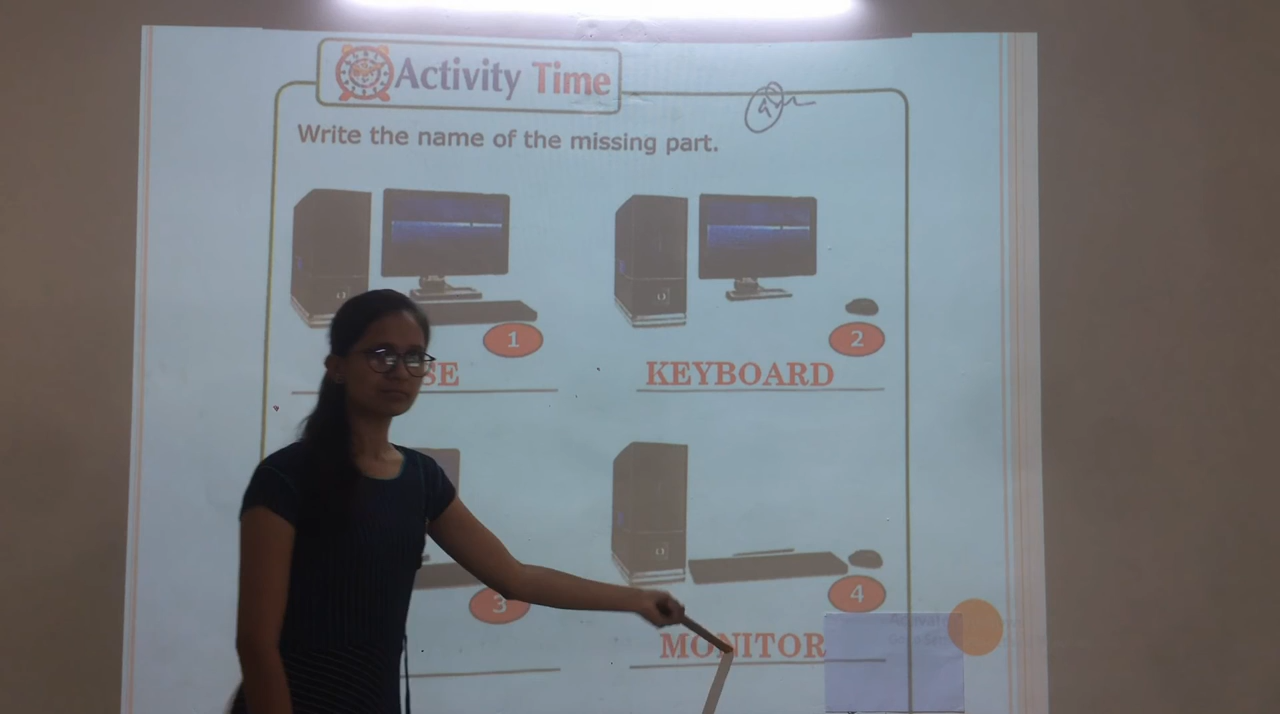 Activity Time
Write the name of the missing part.
1
2
SE
KEYBOARD
3
4
MONITOR